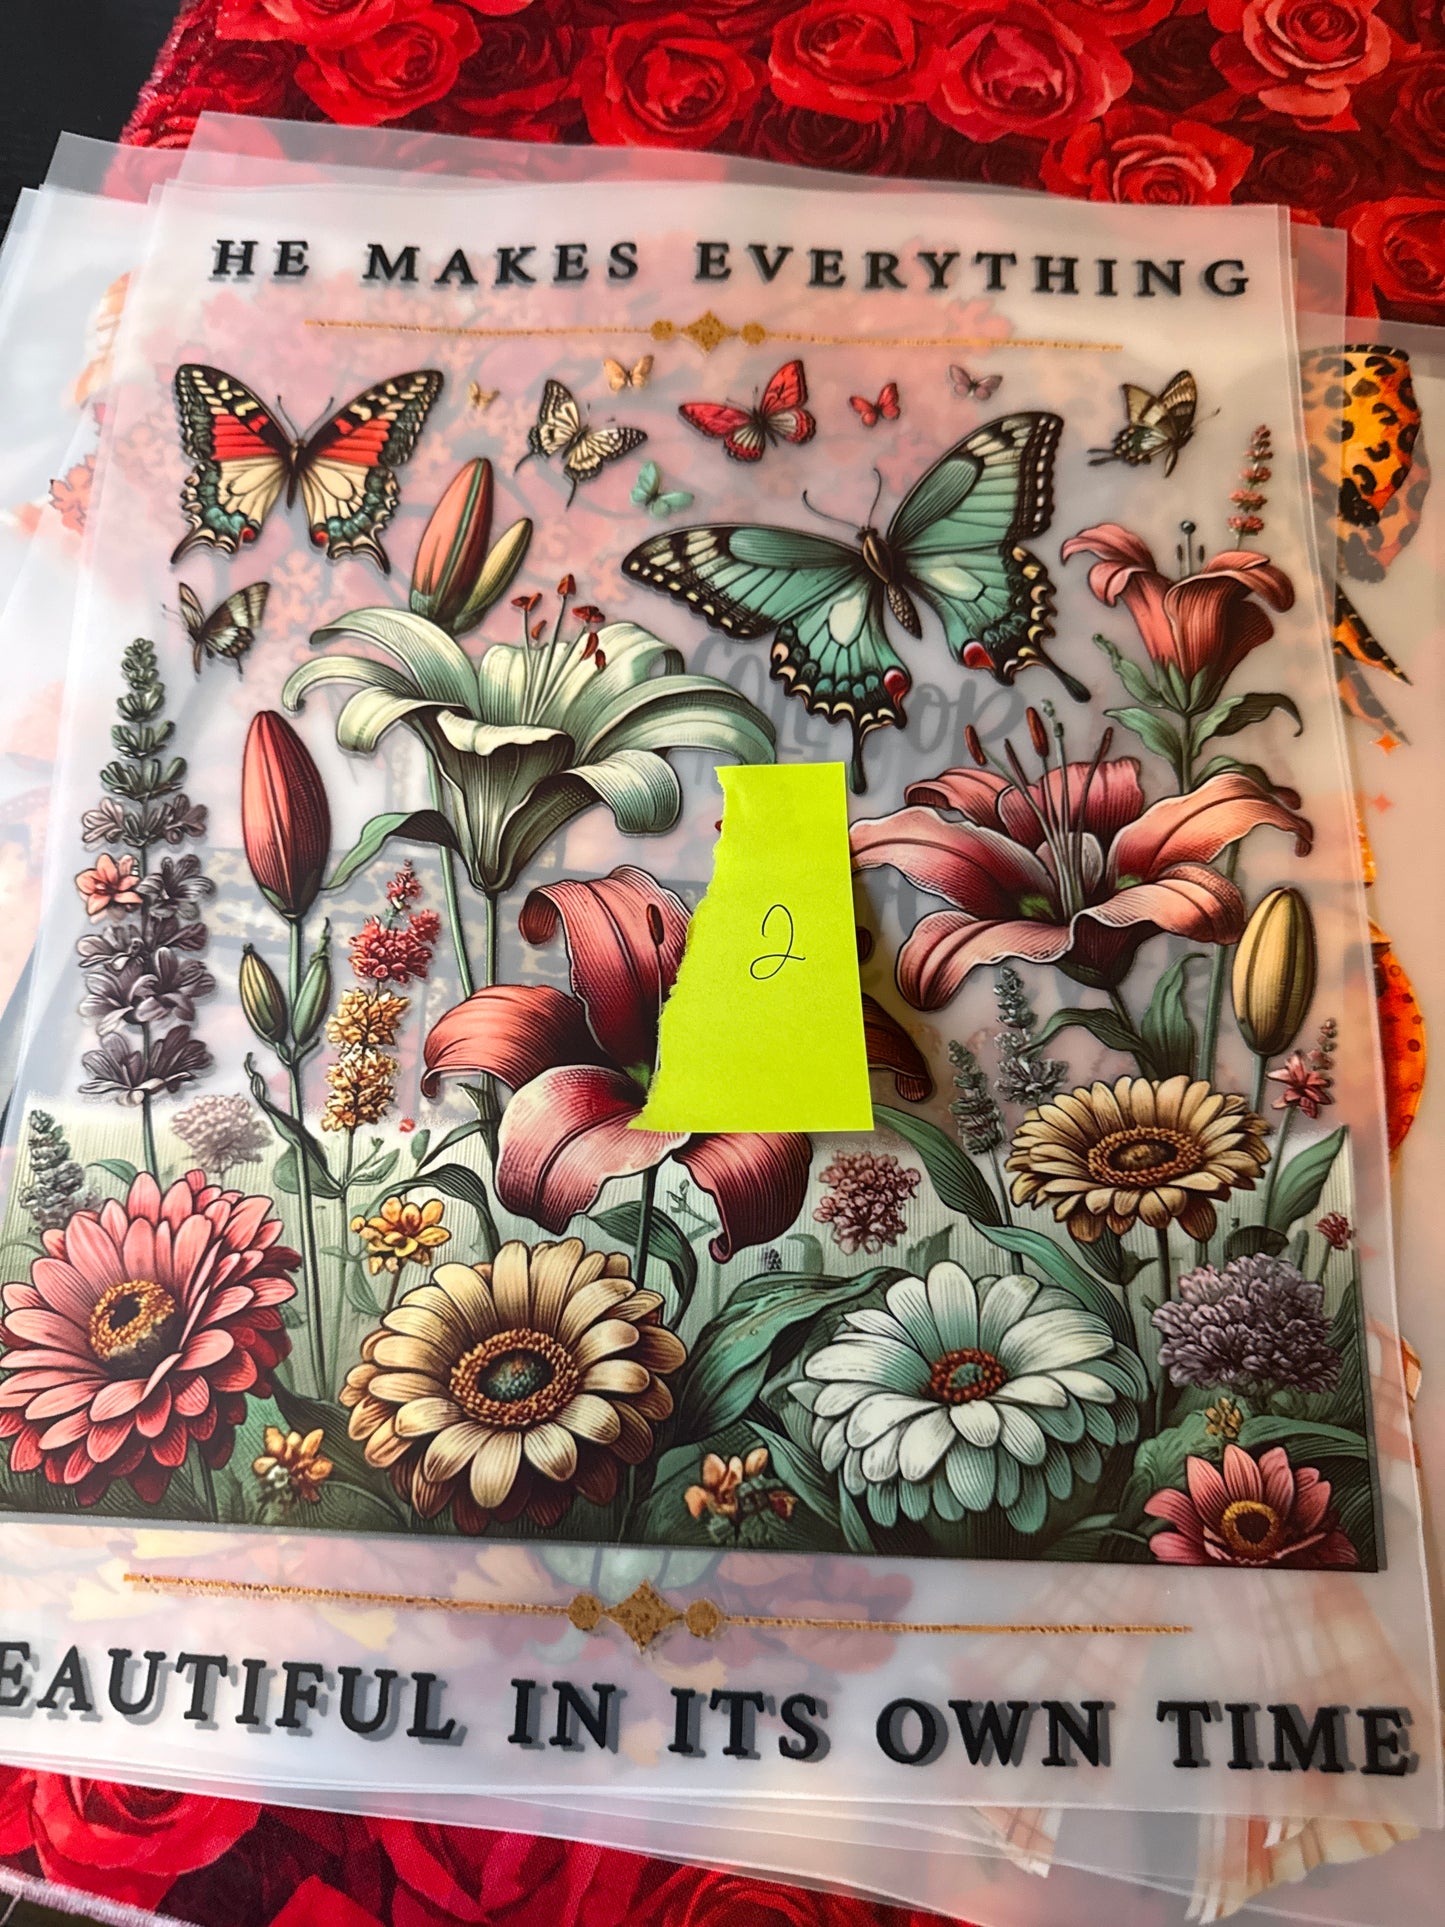 HE MAKES EVERYTHING
2
EAUTIFUL IN ITS OWN TIME